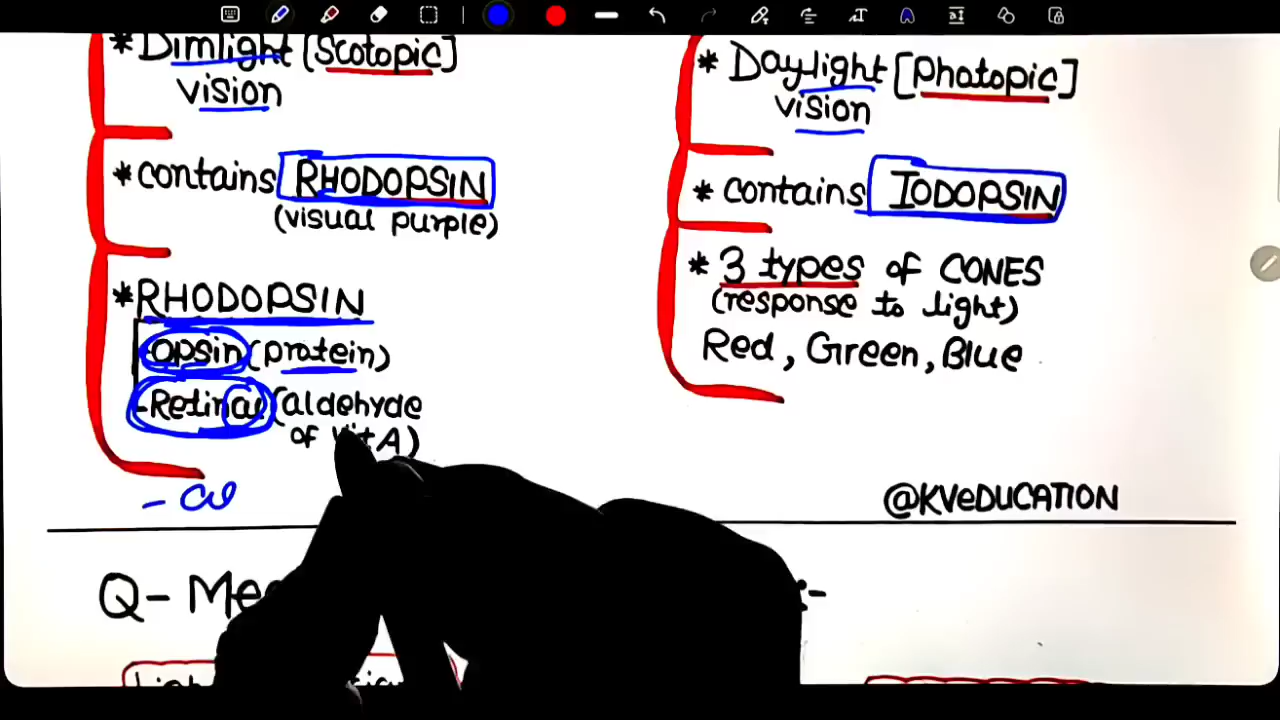 * Dimlight [Scotopic]
vision
* contains RHODOPSIN
(visual purple)
* RHODOPSIN
- opsin (protein)
- Retinal (aldehyde
of Vit A)
* Daylight [Photopic]
vision
* contains IODOPSIN
* 3 types of CONES
(response to light)
Red, Green, Blue
@KVeDUCATION
Q-